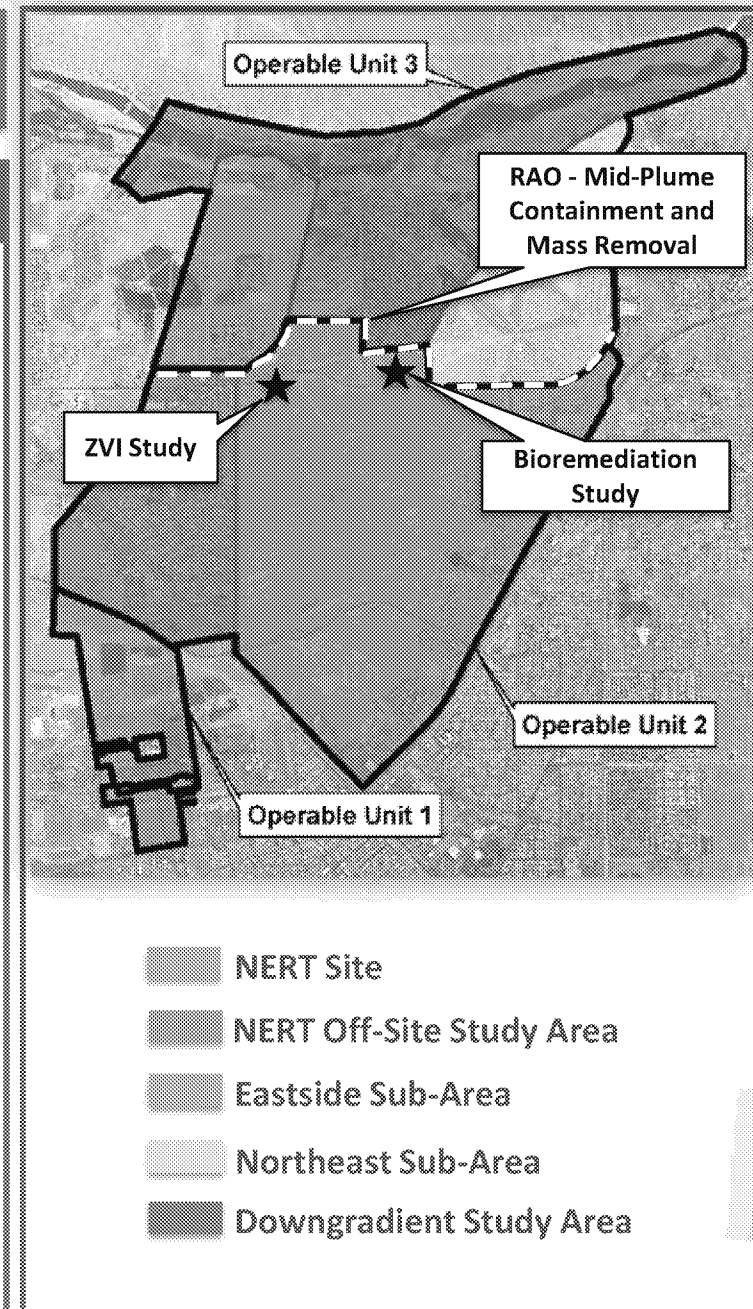 Operable Unit 3
RAO - Mid-Plume
Containment and
Mass Removal
ZVI Study
Bioremediation
Study
Operable Unit 2
Operable Unit 1
NERT Site
NERT Off-Site Study Area
Eastside Sub-Area
Northeast Sub-Area
Downgradient Study Area